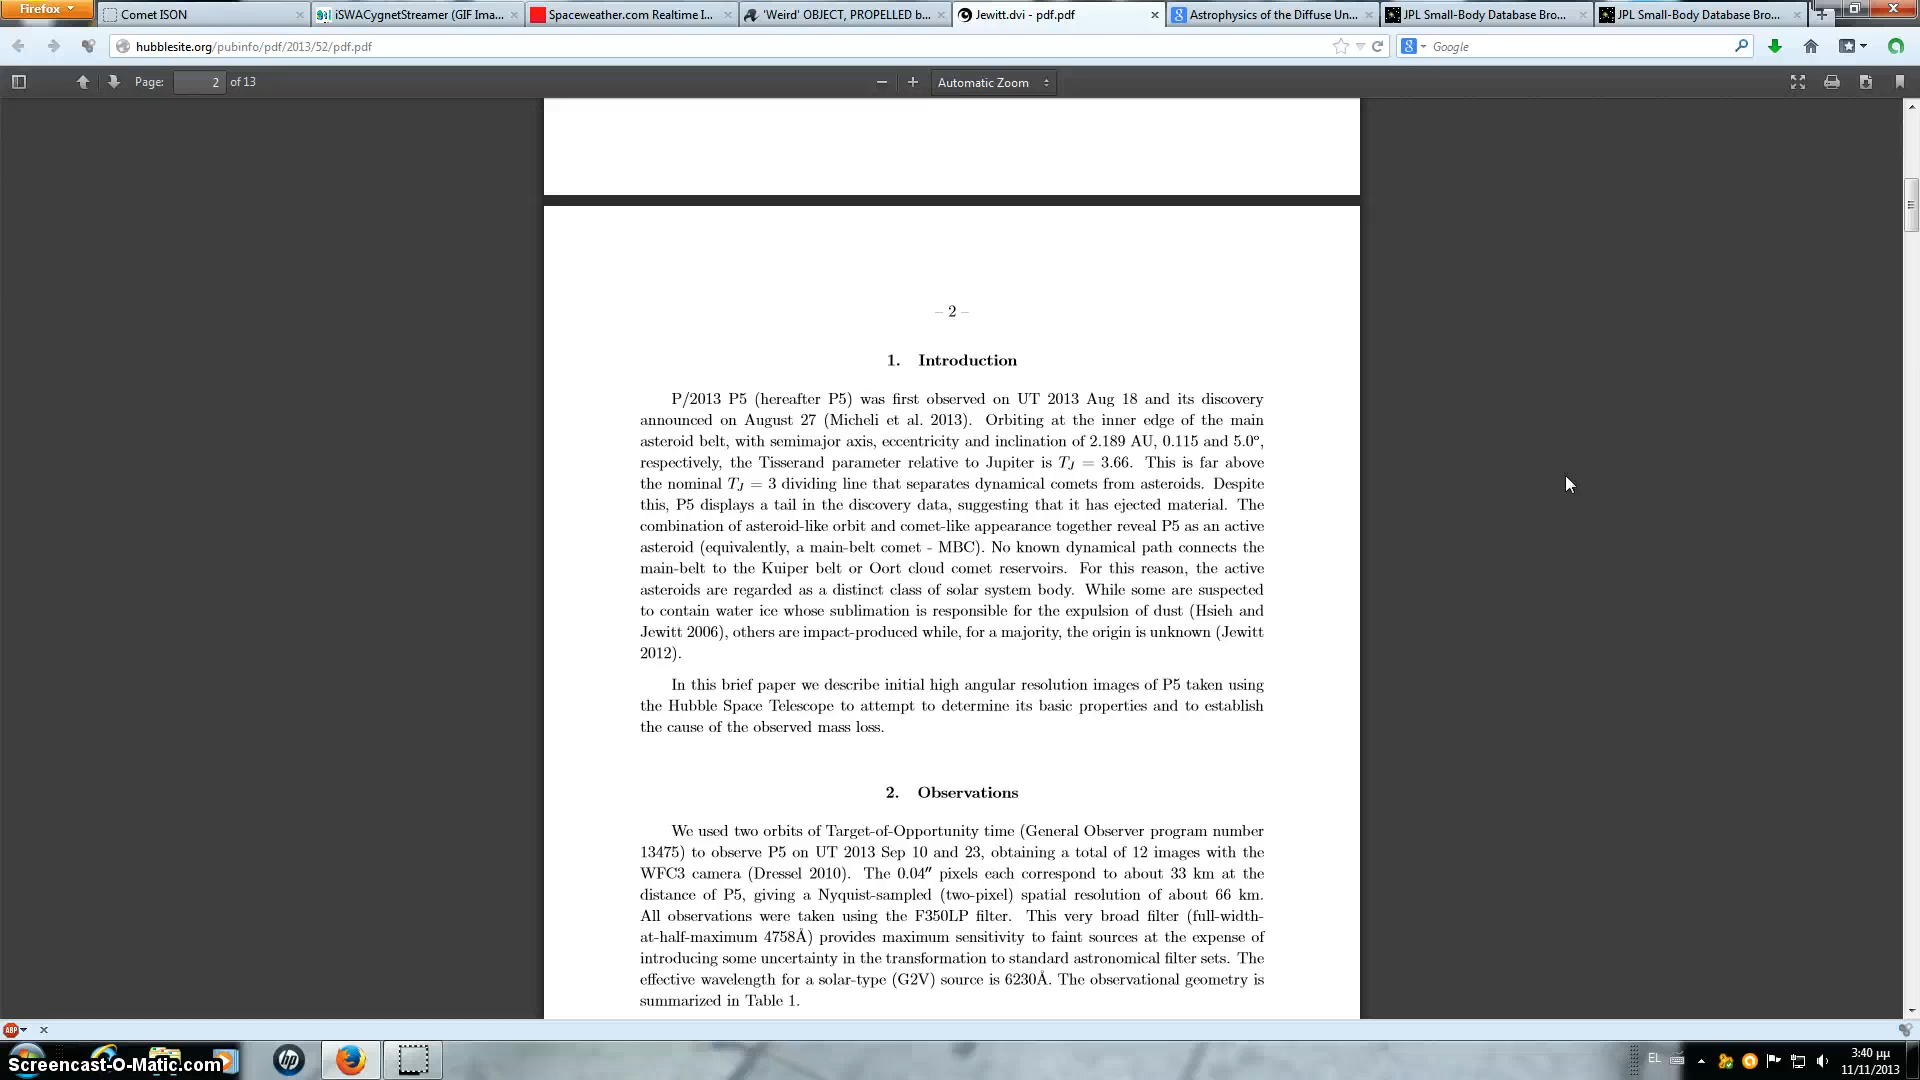 Firefox
Comet ISON
iSWACygnetStreamer (GIF Ima...
Spaceweather.com Realtime I...
'Weird' OBJECT, PROPELLED b...
Jewitt.dvi - pdf.pdf
Astrophysics of the Diffuse Un...
JPL Small-Body Database Bro...
JPL Small-Body Database Bro...
hubblesite.org/pubinfo/pdf/2013/52/pdf.pdf
Google
Page: 2 of 13
Automatic Zoom
– 2 –
1. Introduction
P/2013 P5 (hereafter P5) was first observed on UT 2013 Aug 18 and its discovery
announced on August 27 (Micheli et al. 2013). Orbiting at the inner edge of the main
asteroid belt, with semimajor axis, eccentricity and inclination of 2.189 AU, 0.115 and 5.0°,
respectively, the Tisserand parameter relative to Jupiter is TJ = 3.66. This is far above
the nominal TJ = 3 dividing line that separates dynamical comets from asteroids. Despite
this, P5 displays a tail in the discovery data, suggesting that it has ejected material. The
combination of asteroid-like orbit and comet-like appearance together reveal P5 as an active
asteroid (equivalently, a main-belt comet - MBC). No known dynamical path connects the
main-belt to the Kuiper belt or Oort cloud comet reservoirs. For this reason, the active
asteroids are regarded as a distinct class of solar system body. While some are suspected
to contain water ice whose sublimation is responsible for the expulsion of dust (Hsieh and
Jewitt 2006), others are impact-produced while, for a majority, the origin is unknown (Jewitt
2012).
In this brief paper we describe initial high angular resolution images of P5 taken using
the Hubble Space Telescope to attempt to determine its basic properties and to establish
the cause of the observed mass loss.
2. Observations
We used two orbits of Target-of-Opportunity time (General Observer program number
13475) to observe P5 on UT 2013 Sep 10 and 23, obtaining a total of 12 images with the
WFC3 camera (Dressel 2010). The 0.04″ pixels each correspond to about 33 km at the
distance of P5, giving a Nyquist-sampled (two-pixel) spatial resolution of about 66 km.
All observations were taken using the F350LP filter. This very broad filter (full-width-
at-half-maximum 4758Å) provides maximum sensitivity to faint sources at the expense of
introducing some uncertainty in the transformation to standard astronomical filter sets. The
effective wavelength for a solar-type (G2V) source is 6230Å. The observational geometry is
summarized in Table 1.
ABP
Screencast-O-Matic.com
hp
EL
3:40 μμ
11/11/2013